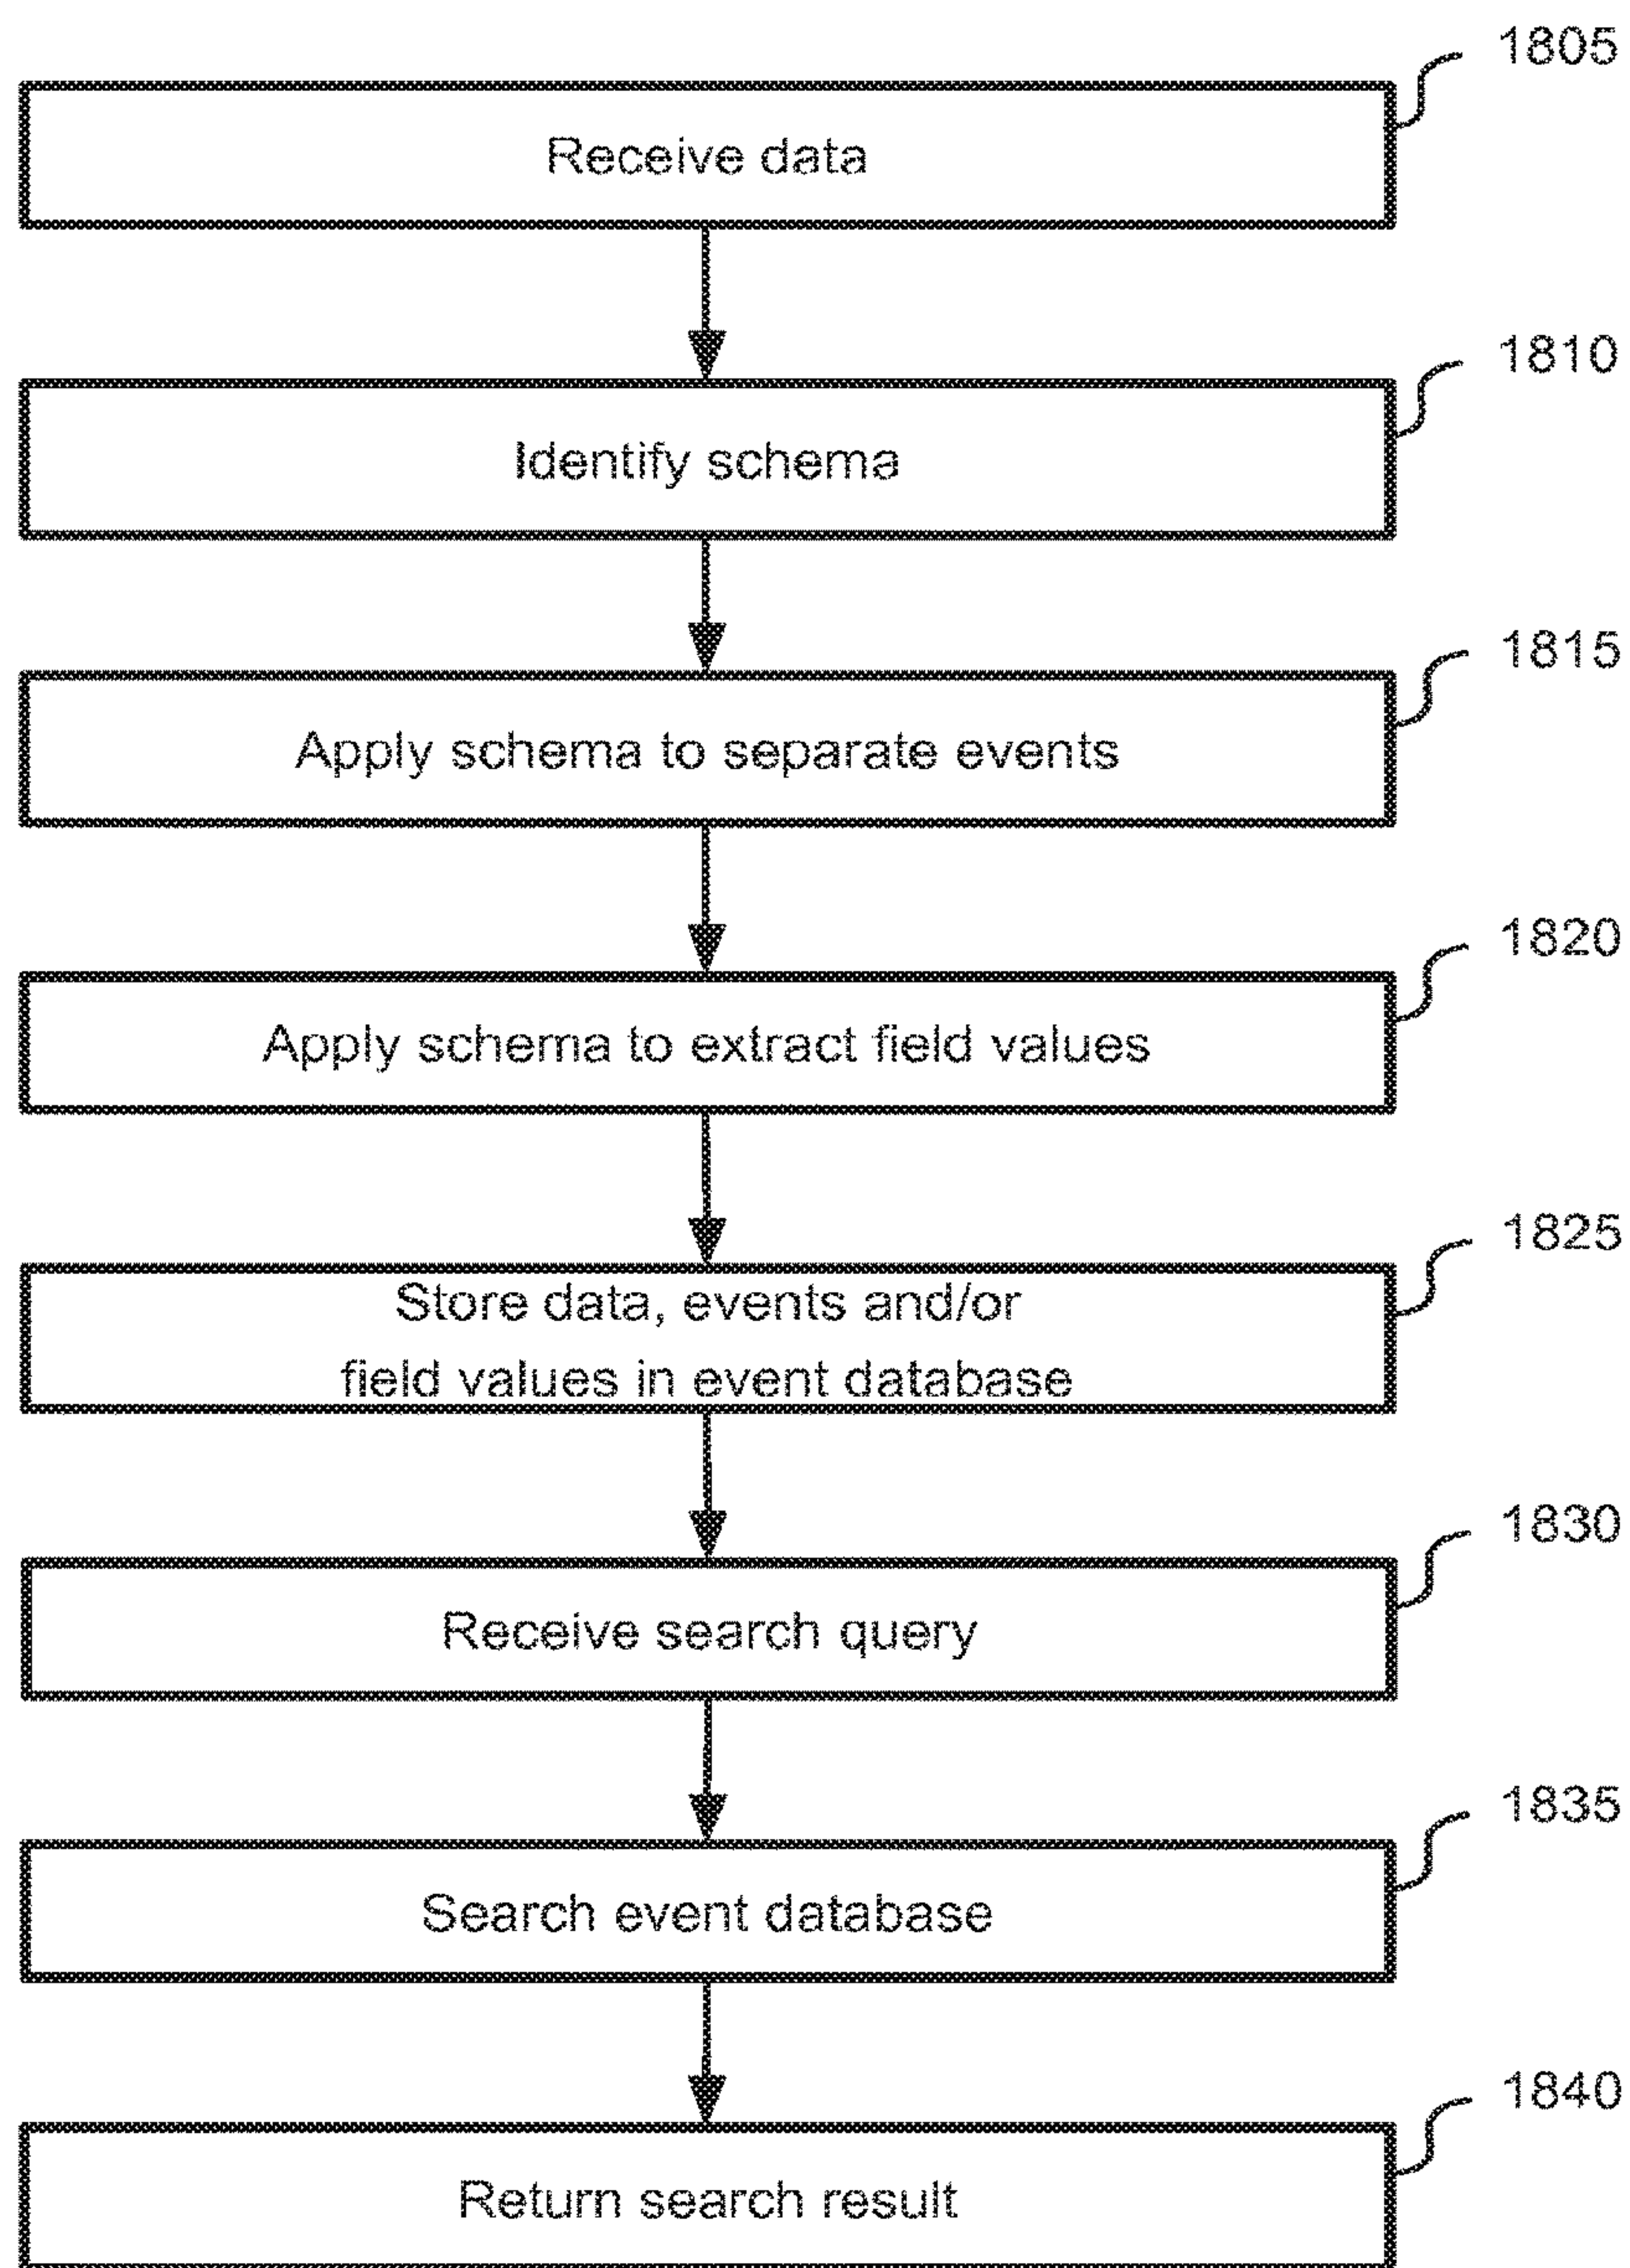 1805
Receive data
1810
Identify schema
1815
Apply schema to separate events
1820
Apply schema to extract field values
1825
Store data, events and/or
field values in event database
1830
Receive search query
1835
Search event database
1840
Return search result